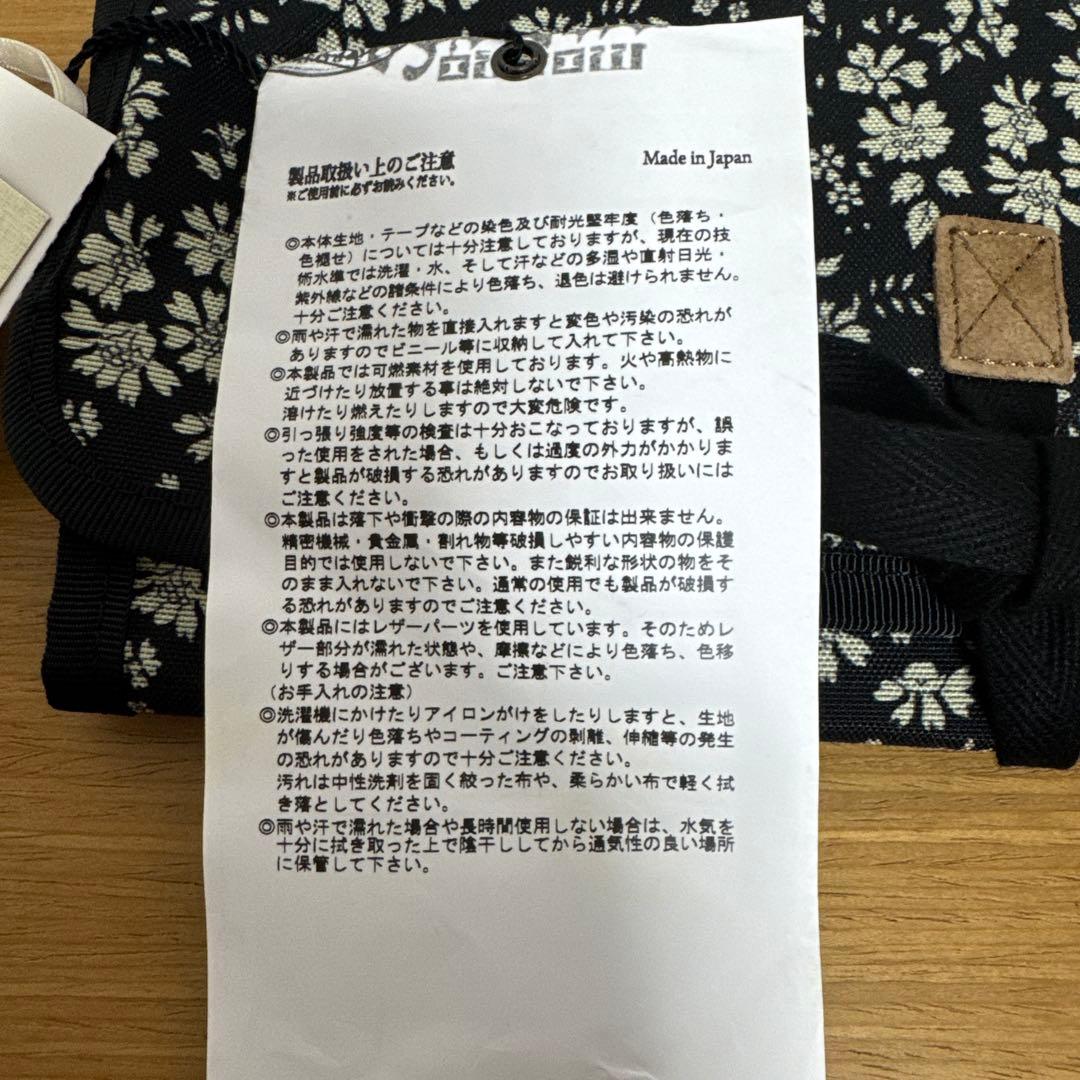 製品取扱い上のご注意
Made in Japan
※ご使用前に必ずお読みください。
◎本体生地・テープなどの染色及び耐光堅牢度（色落ち・
色褪せ）については十分注意しておりますが、現在の技
術水準では洗濯・水、そして汗などの多湿や直射日光・
紫外線などの諸条件により色落ち、退色は避けられません。
十分ご注意ください。
◎雨や汗で濡れた物を直接入れますと変色や汚染の恐れが
ありますのでビニール等に収納して入れて下さい。
◎本製品では可燃素材を使用しております。火や高熱物に
近づけたり放置する事は絶対しないで下さい。
溶けたり燃えたりしますので大変危険です。
◎引っ張り強度等の検査は十分おこなっておりますが、誤
った使用をされた場合、もしくは過度の外力がかかりま
すと製品が破損する恐れがありますのでお取り扱いには
ご注意ください。
◎本製品は落下や衝撃の際の内容物の保証は出来ません。
精密機械・貴金属・割れ物等破損しやすい内容物の保護
目的では使用しないで下さい。また鋭利な形状の物をそ
のまま入れないで下さい。通常の使用でも製品が破損す
る恐れがありますのでご注意ください。
◎本製品にはレザーパーツを使用しています。そのためレ
ザー部分が濡れた状態や、摩擦などにより色落ち、色移
りする場合がございます。ご注意下さい。
（お手入れの注意）
◎洗濯機にかけたりアイロンがけをしたりしますと、生地
が傷んだり色落ちやコーティングの剥離、伸縮等の発生
の恐れがありますので十分ご注意ください。
汚れは中性洗剤を固く絞った布や、柔らかい布で軽く拭
き落としてください。
◎雨や汗で濡れた場合や長時間使用しない場合は、水気を
十分に拭き取った上で陰干ししてから通気性の良い場所
に保管して下さい。